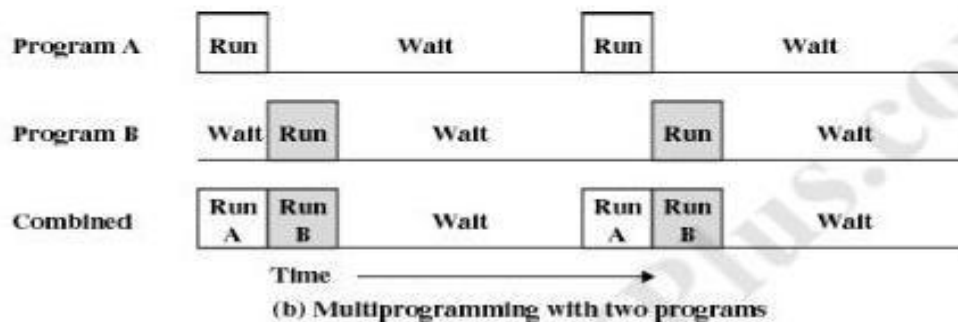 Program A Run Wait Run Wait
Program B Wait Run Wait Run Wait
Combined Run A Run B Wait Run A Run B Wait
Time
(b) Multiprogramming with two programs